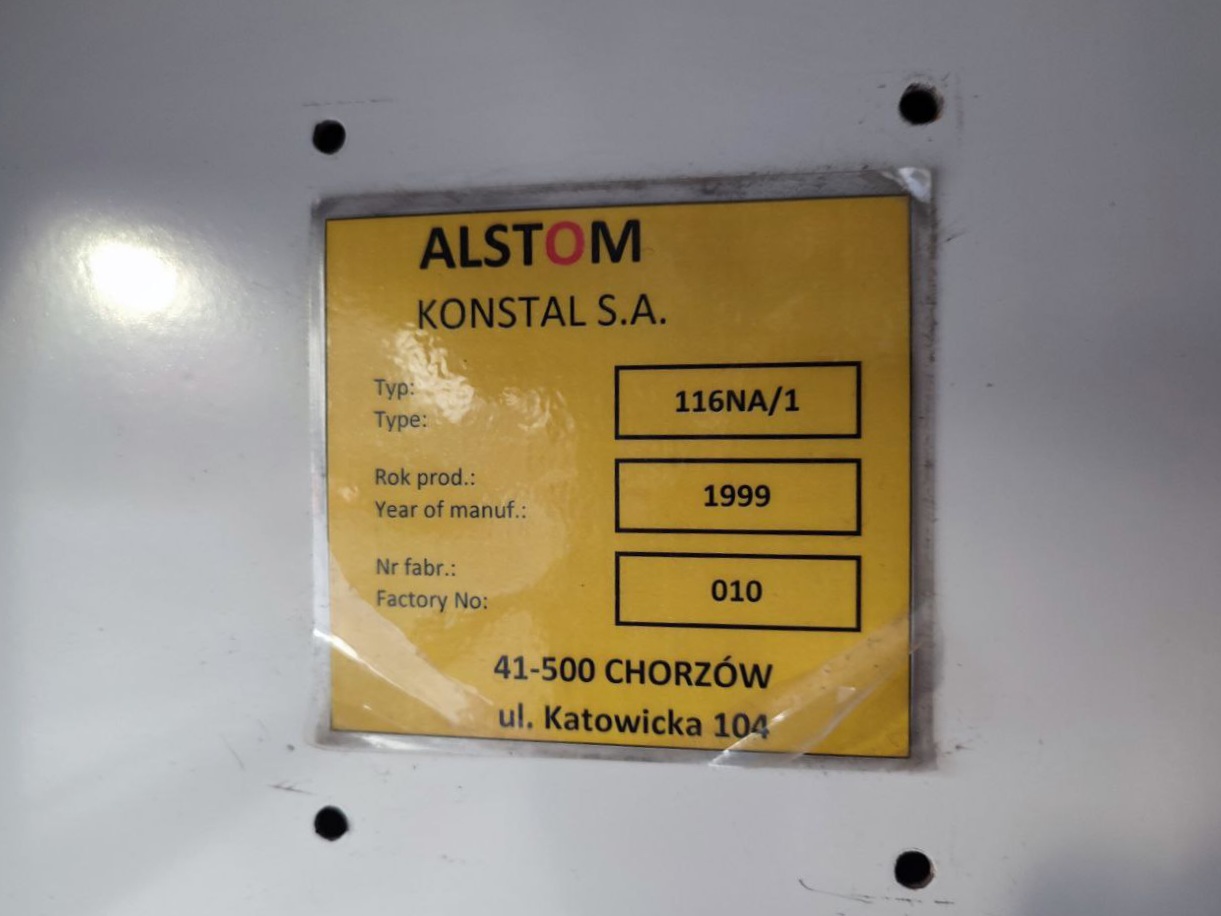 ALSTOM
KONSTAL S.A.
Typ:
Type:
116NA/1
Rok prod.:
Year of manuf.:
1999
Nr fabr.:
Factory No:
010
41-500 CHORZÓW
ul. Katowicka 104